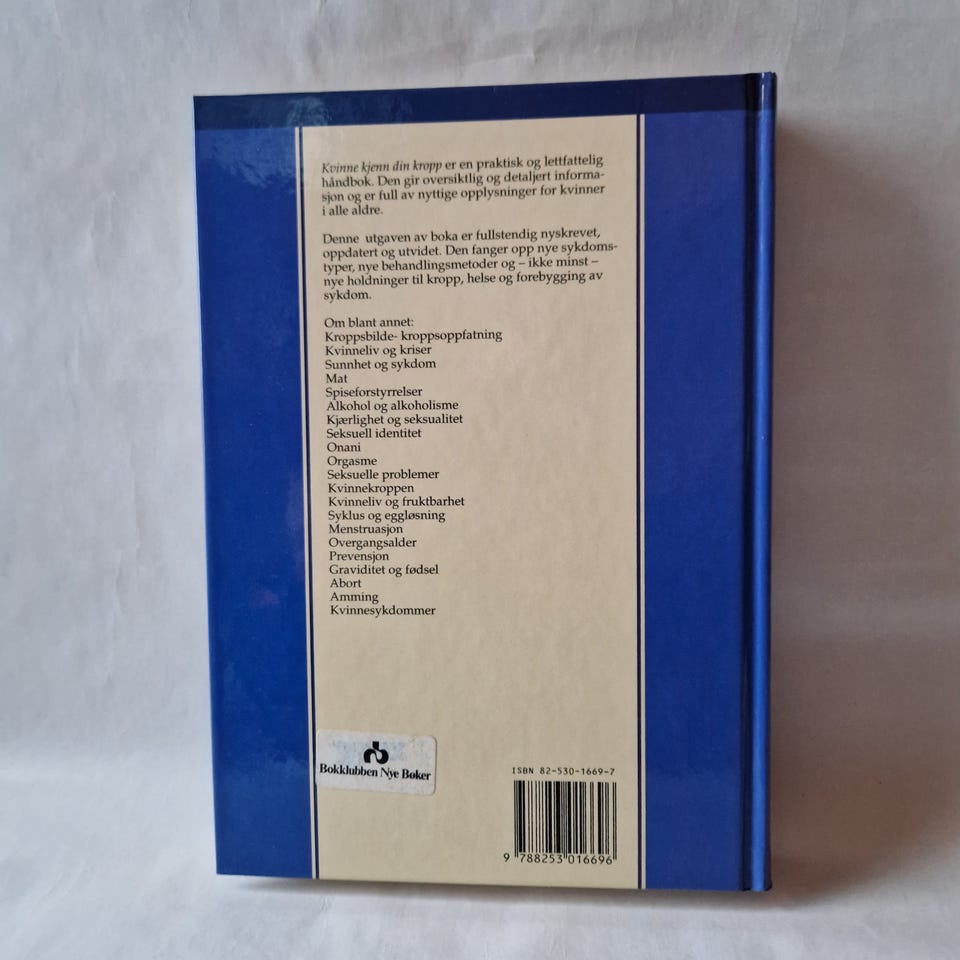 Kvinne kjenn din kropp er en praktisk og lettfattelig
håndbok. Den gir oversiktlig og detaljert informa-
sjon og er full av nyttige opplysninger for kvinner
i alle aldre.
Denne utgaven av boka er fullstendig nyskrevet,
oppdatert og utvidet. Den fanger opp nye sykdoms-
typer, nye behandlingsmetoder og – ikke minst –
nye holdninger til kropp, helse og forebygging av
sykdom.
Om blant annet:
Kroppsbilde- kroppsoppfatning
Kvinneliv og kriser
Sunnhet og sykdom
Mat
Spiseforstyrrelser
Alkohol og alkoholisme
Kjærlighet og seksualitet
Seksuell identitet
Onani
Orgasme
Seksuelle problemer
Kvinnekroppen
Kvinneliv og fruktbarhet
Syklus og eggløsning
Menstruasjon
Overgangsalder
Prevensjon
Graviditet og fødsel
Abort
Amming
Kvinnesykdommer
Bokklubben Nye Bøker
ISBN 82-530-1669-7
9 788253 016696